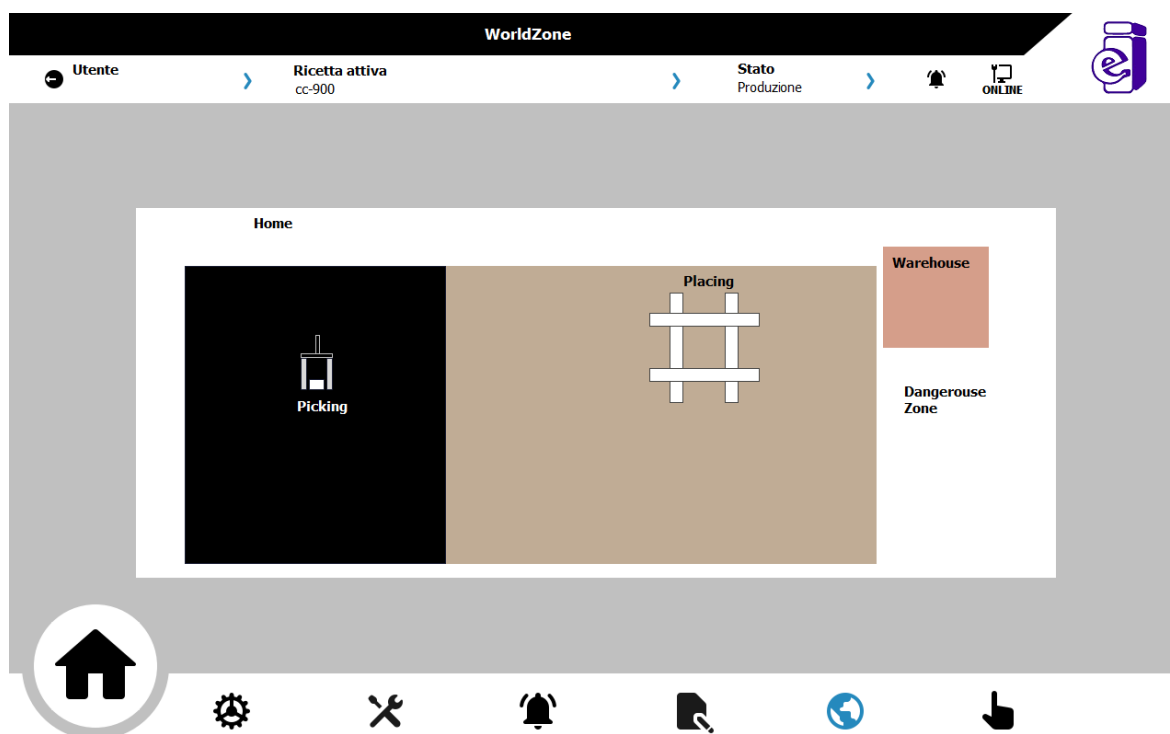 WorldZone
Utente
Ricetta attiva
cc-900
Stato
Produzione
ONLINE
e
Home
Warehouse
Placing
Picking
Dangerouse
Zone